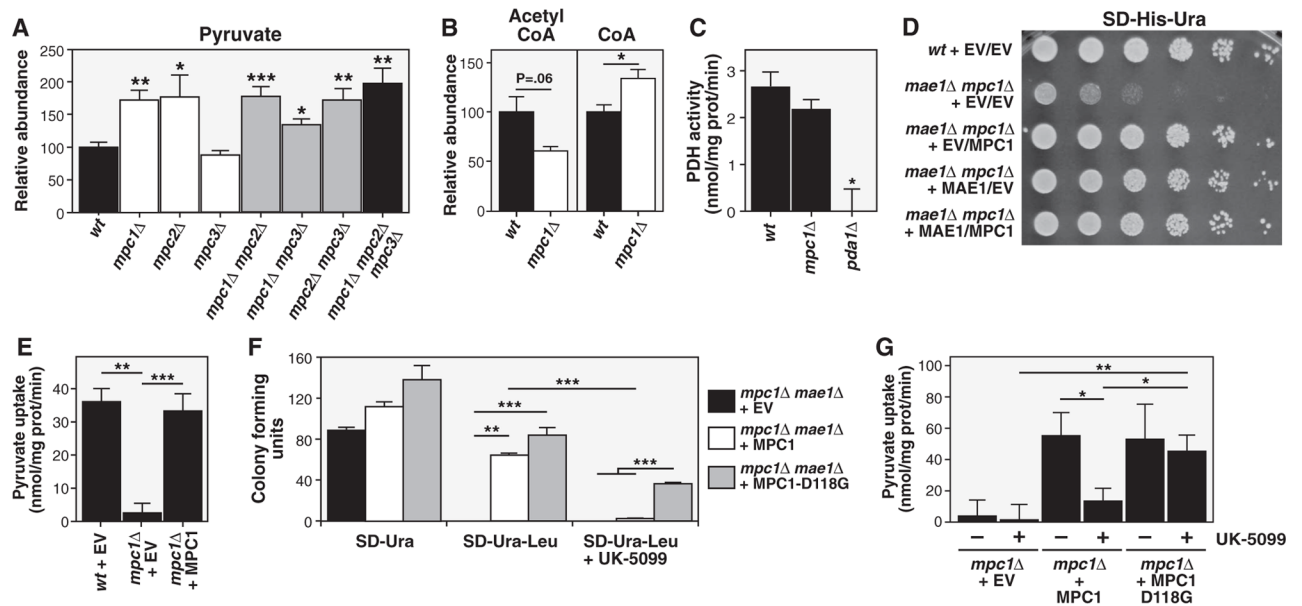 A
Pyruvate
Relative abundance
250
200
150
100
50
0
**
*
***
*
**
**
wt
mpc1Δ
mpc2Δ
mpc3Δ
mpc1Δ mpc2Δ
mpc1Δ mpc3Δ
mpc2Δ mpc3Δ
mpc1Δ mpc2Δ
mpc3Δ
B
Acetyl
CoA
CoA
Relative abundance
150
100
50
0
P=.06
*
wt
mpc1Δ
wt
mpc1Δ
C
PDH activity
(nmol/mg prot/min)
3
2
1
0
*
wt
mpc1Δ
pda1Δ
D
SD-His-Ura
wt + EV/EV
mae1Δ mpc1Δ
+ EV/EV
mae1Δ mpc1Δ
+ EV/MPC1
mae1Δ mpc1Δ
+ MAE1/EV
mae1Δ mpc1Δ
+ MAE1/MPC1
E
Pyruvate uptake
(nmol/mg prot/min)
40
30
20
10
0
**
***
wt + EV
mpc1Δ
+ EV
mpc1Δ
+ MPC1
F
Colony forming
units
160
120
80
40
0
***
***
**
***
SD-Ura
SD-Ura-Leu
SD-Ura-Leu
+ UK-5099
mpc1Δ mae1Δ
+ EV
mpc1Δ mae1Δ
+ MPC1
mpc1Δ mae1Δ
+ MPC1-D118G
G
Pyruvate uptake
(nmol/mg prot/min)
100
80
60
40
20
0
**
*
*
− + − + − + UK-5099
mpc1Δ
+ EV
mpc1Δ
+
MPC1
mpc1Δ
+ MPC1
D118G